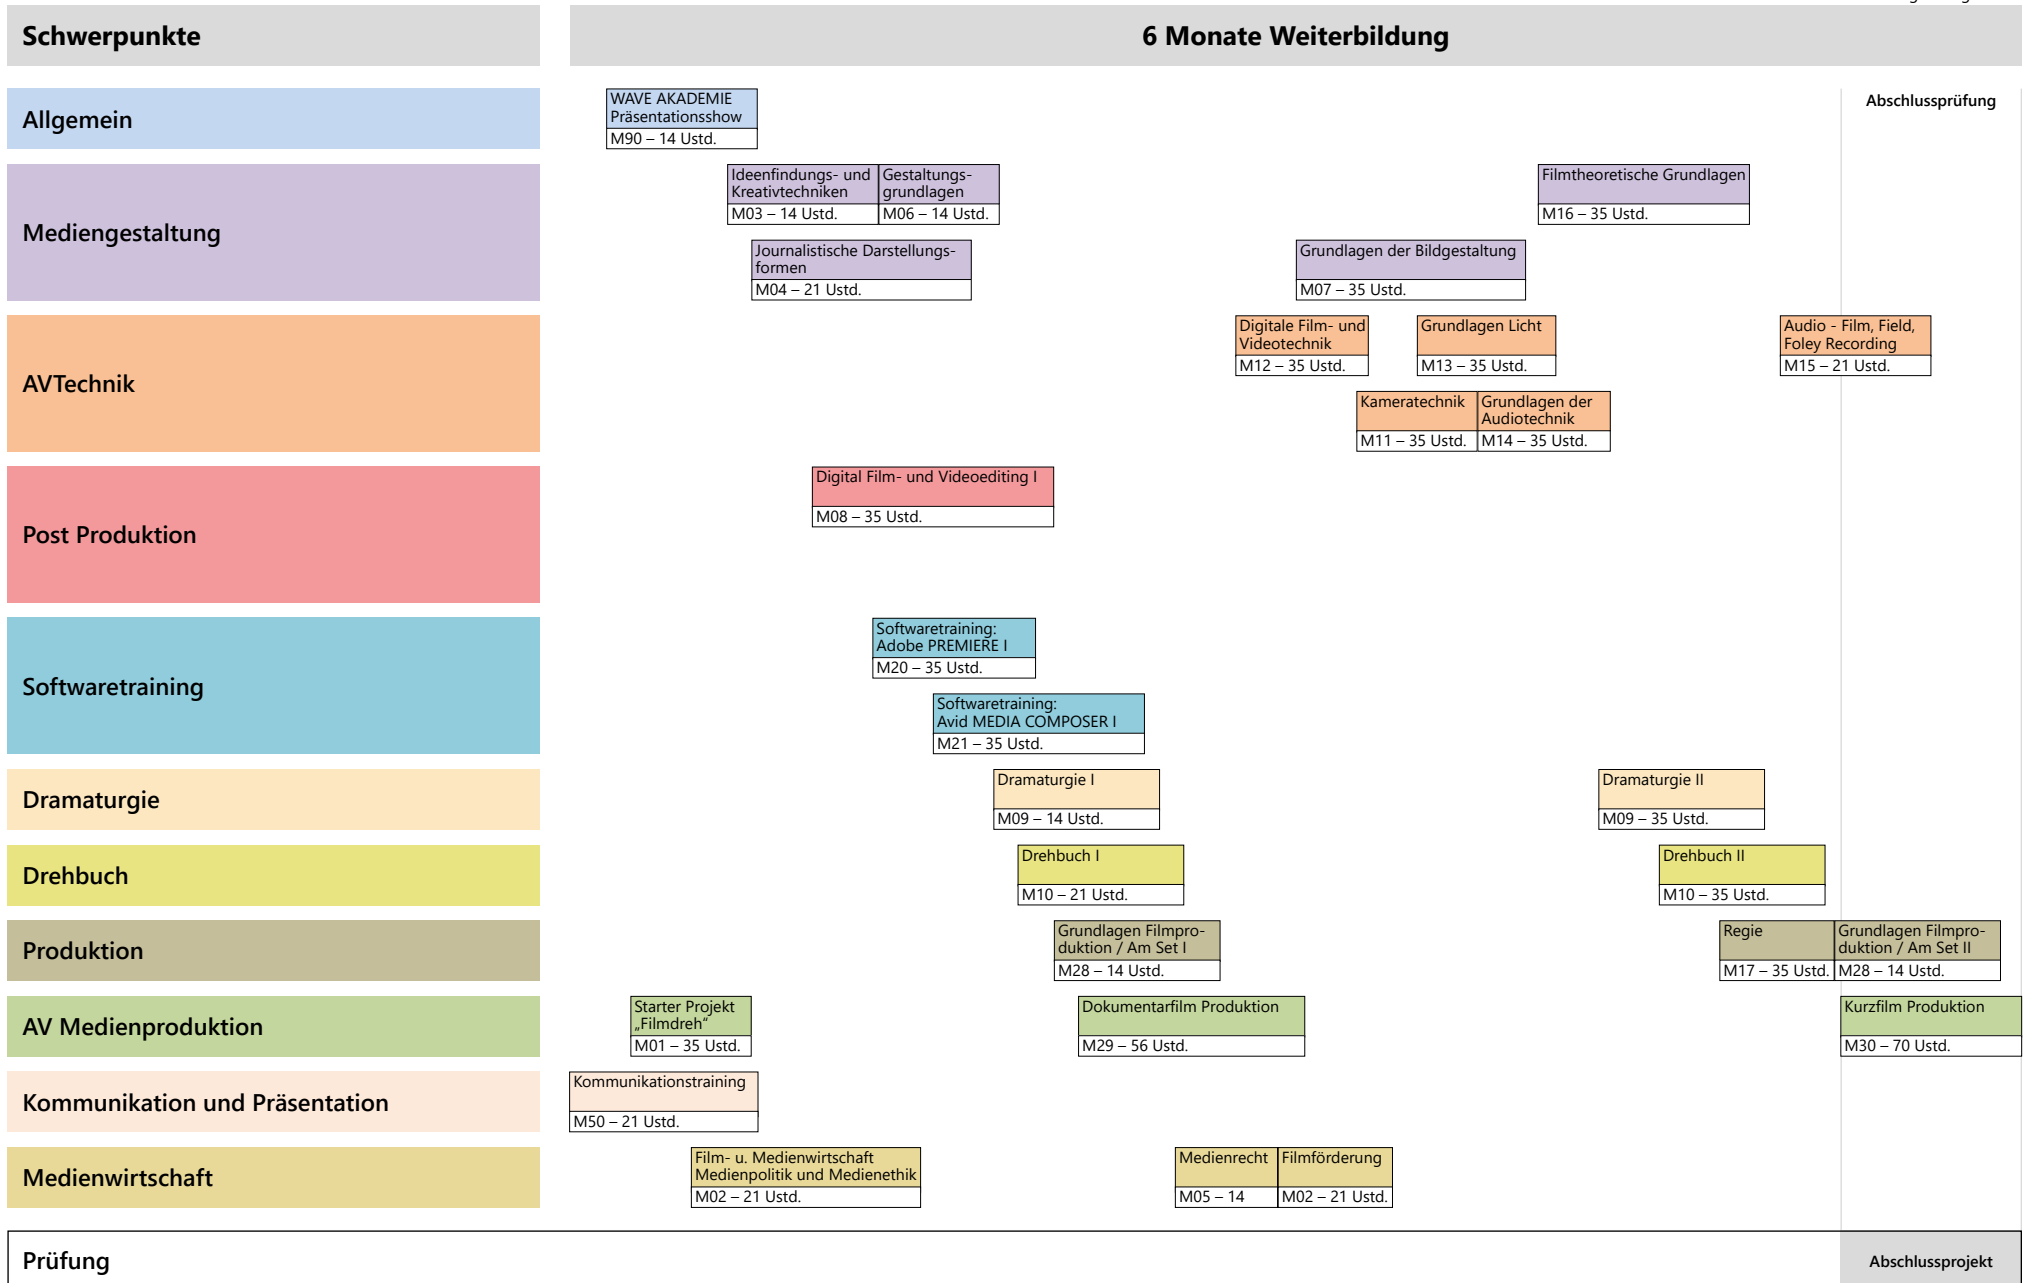 Schwerpunkte
6 Monate Weiterbildung
Allgemein
WAVE AKADEMIE
Präsentationsshow
M90 – 14 Ustd.
Abschlussprüfung
Mediengestaltung
Ideenfindungs- und
Kreativtechniken
M03 – 14 Ustd.
Gestaltungs-
grundlagen
M06 – 14 Ustd.
Filmtheoretische Grundlagen
M16 – 35 Ustd.
Journalistische Darstellungs-
formen
M04 – 21 Ustd.
Grundlagen der Bildgestaltung
M07 – 35 Ustd.
AVTechnik
Digitale Film- und
Videotechnik
M12 – 35 Ustd.
Grundlagen Licht
M13 – 35 Ustd.
Audio - Film, Field,
Foley Recording
M15 – 21 Ustd.
Kameratechnik
M11 – 35 Ustd.
Grundlagen der
Audiotechnik
M14 – 35 Ustd.
Post Produktion
Digital Film- und Videoediting I
M08 – 35 Ustd.
Softwaretraining
Softwaretraining:
Adobe PREMIERE I
M20 – 35 Ustd.
Softwaretraining:
Avid MEDIA COMPOSER I
M21 – 35 Ustd.
Dramaturgie
Dramaturgie I
M09 – 14 Ustd.
Dramaturgie II
M09 – 35 Ustd.
Drehbuch
Drehbuch I
M10 – 21 Ustd.
Drehbuch II
M10 – 35 Ustd.
Produktion
Grundlagen Filmpro-
duktion / Am Set I
M28 – 14 Ustd.
Regie
M17 – 35 Ustd.
Grundlagen Filmpro-
duktion / Am Set II
M28 – 14 Ustd.
AV Medienproduktion
Starter Projekt
„Filmdreh“
M01 – 35 Ustd.
Dokumentarfilm Produktion
M29 – 56 Ustd.
Kurzfilm Produktion
M30 – 70 Ustd.
Kommunikation und Präsentation
Kommunikationstraining
M50 – 21 Ustd.
Medienwirtschaft
Film- u. Medienwirtschaft
Medienpolitik und Medienethik
M02 – 21 Ustd.
Medienrecht
M05 – 14
Filmförderung
M02 – 21 Ustd.
Prüfung
Abschlussprojekt